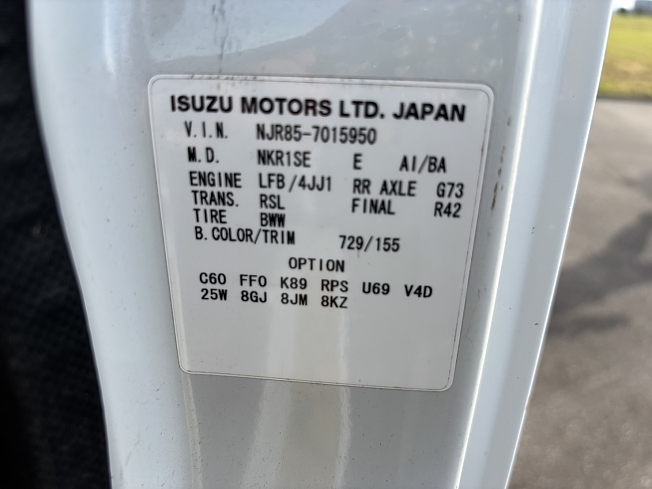 ISUZU MOTORS LTD. JAPAN
V.I.N. NJR85-7015950
M.D. NKR1SE E AI/BA
ENGINE LFB/4JJ1 RR AXLE G73
TRANS. RSL FINAL R42
TIRE BWW
B.COLOR/TRIM 729/155
OPTION
C60 FF0 K89 RPS U69 V4D
25W 8GJ 8JM 8KZ